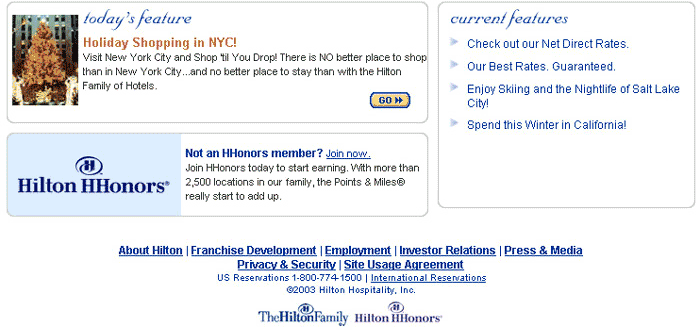 today's feature
Holiday Shopping in NYC!
Visit New York City and Shop 'til You Drop! There is NO better place to shop
than in New York City...and no better place to stay than with the Hilton
Family of Hotels.
GO
Hilton HHonors®
Not an HHonors member? Join now.
Join HHonors today to start earning. With more than
2,500 locations in our family, the Points & Miles®
really start to add up.
current features
Check out our Net Direct Rates.
Our Best Rates. Guaranteed.
Enjoy Skiing and the Nightlife of Salt Lake
City!
Spend this Winter in California!
About Hilton | Franchise Development | Employment | Investor Relations | Press & Media
Privacy & Security | Site Usage Agreement
US Reservations 1-800-774-1500 | International Reservations
©2003 Hilton Hospitality, Inc.
The Hilton Family Hilton HHonors®